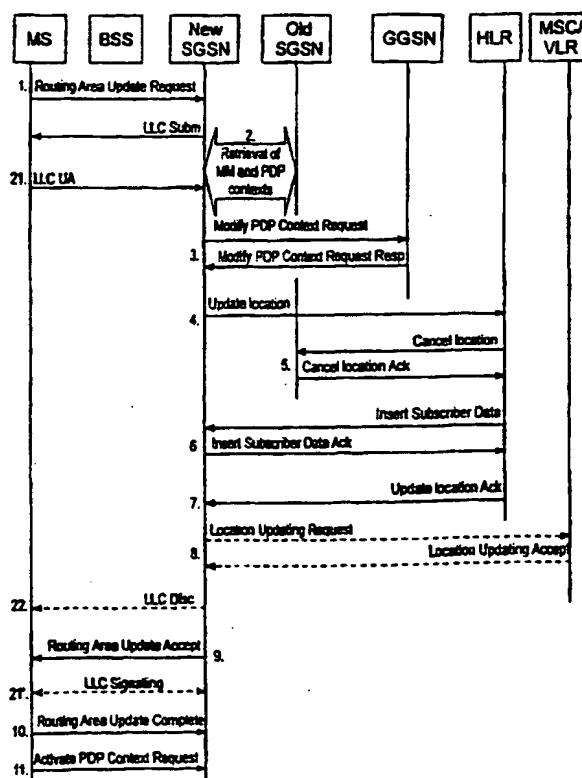 MS
BSS
New
SGSN
Old
SGSN
GGSN
HLR
MSC/
VLR
1. Routing Area Update Request
LLC Subm
2.
Retrieval of
MM and PDP
contexts
21. LLC UA
Modify PDP Context Request
3. Modify PDP Context Request Resp
Update location
4.
Cancel location
5. Cancel location Ack
Insert Subscriber Data
6 Insert Subscriber Data Ack
Update location Ack
7.
Location Updating Request
8. Location Updating Accept
22. LLC Disc
Routing Area Update Accept
9.
21'. LLC Signaling
Routing Area Update Complete
10.
Activate PDP Context Request
11.